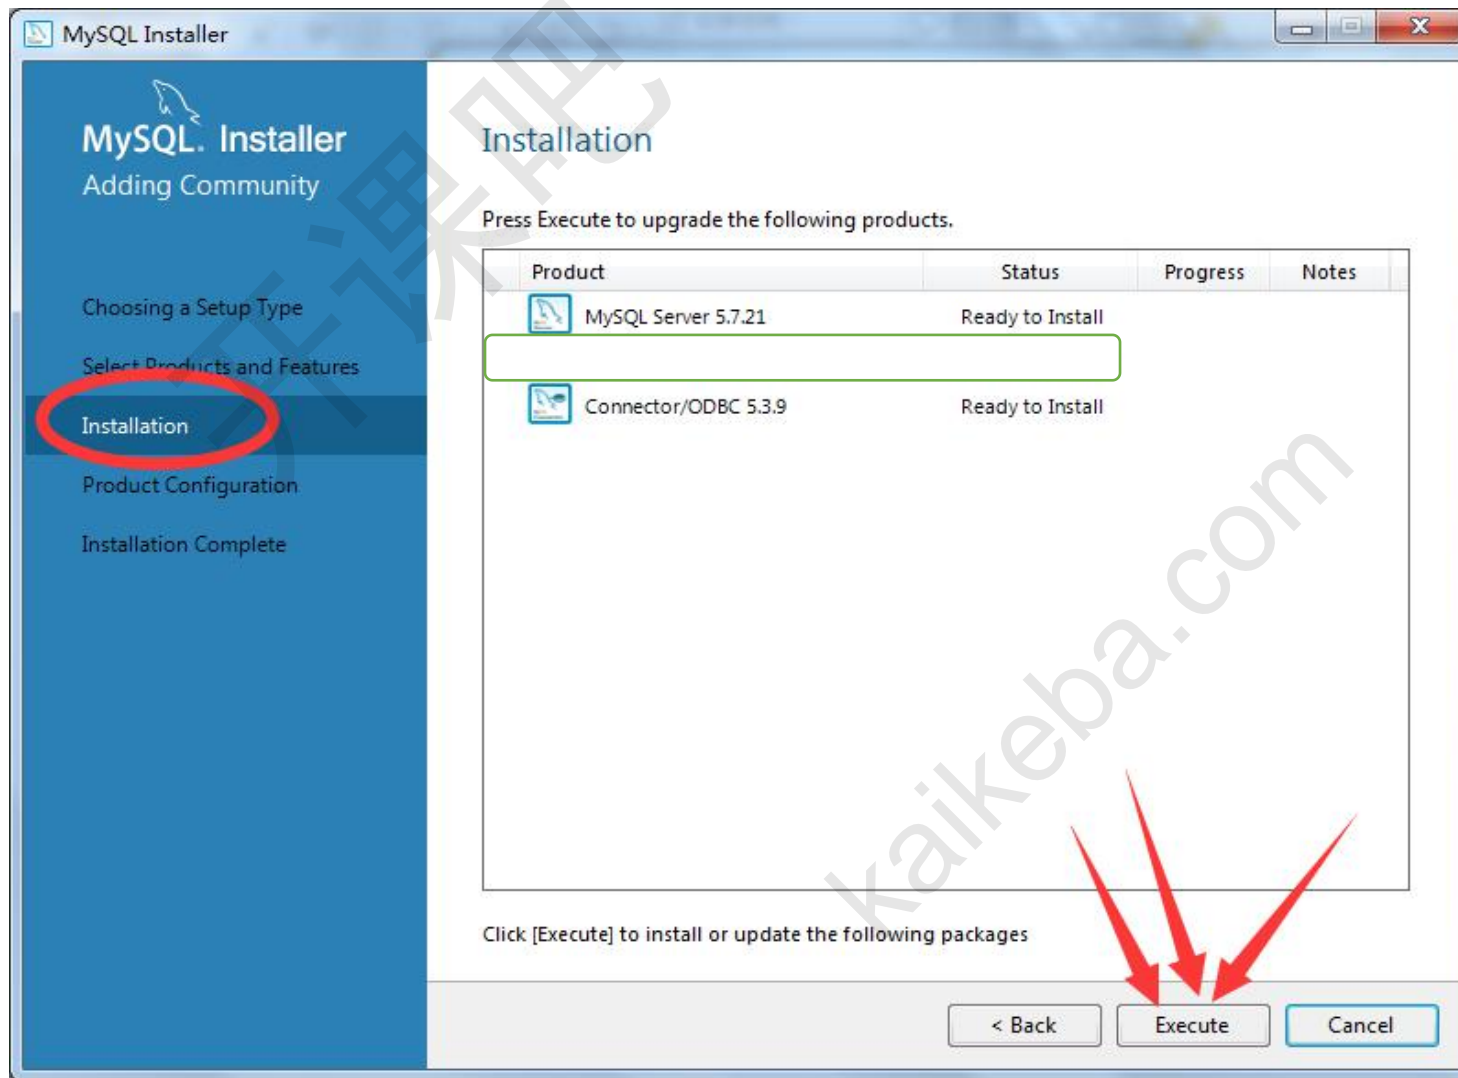 MySQL Installer
MySQL. Installer
Adding Community
Choosing a Setup Type
Select Products and Features
Installation
Product Configuration
Installation Complete
Installation
Press Execute to upgrade the following products.
Product Status Progress Notes
MySQL Server 5.7.21 Ready to Install
Connector/ODBC 5.3.9 Ready to Install
Click [Execute] to install or update the following packages
< Back Execute Cancel
开课吧
kaikeba.com